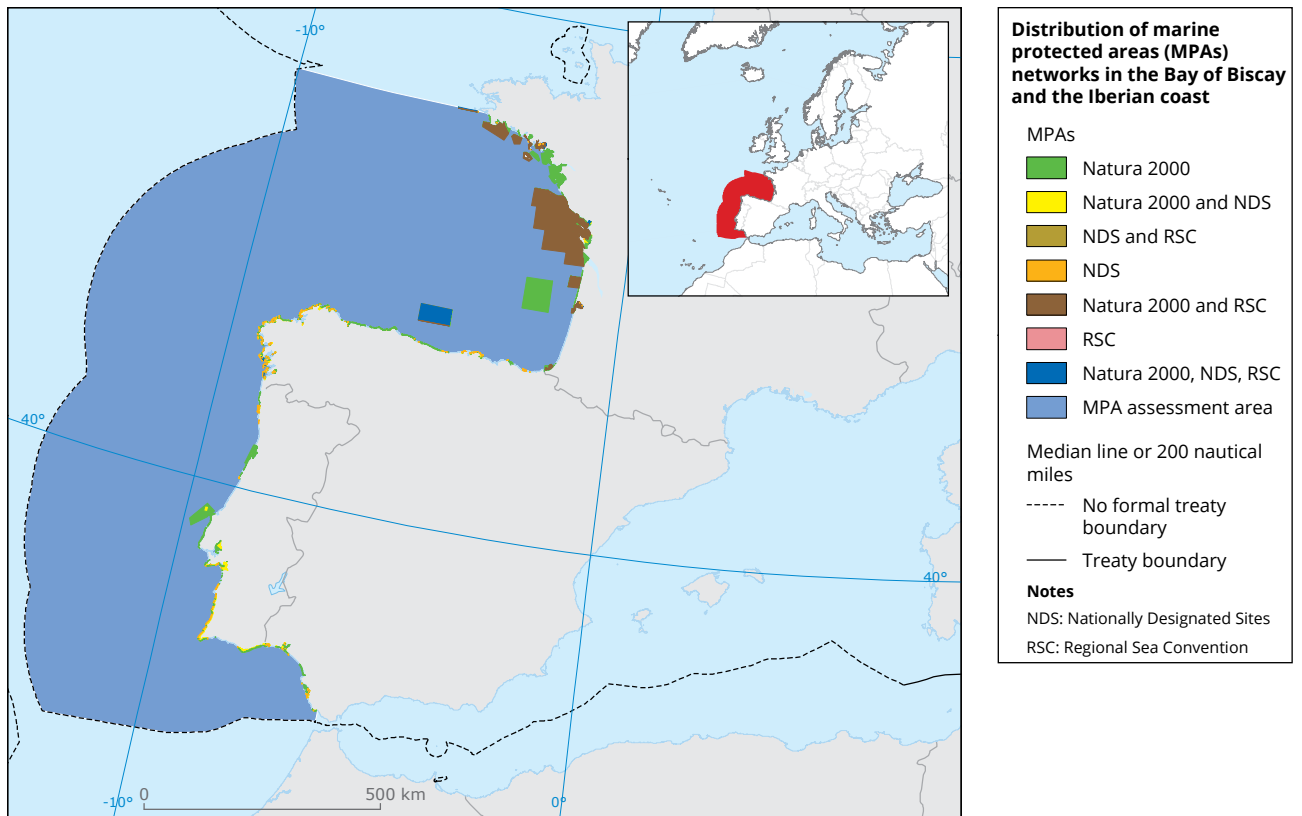 -10°
40°
40°
-10°
0
500 km
0°
Distribution of marine
protected areas (MPAs)
networks in the Bay of Biscay
and the Iberian coast
MPAs
Natura 2000
Natura 2000 and NDS
NDS and RSC
NDS
Natura 2000 and RSC
RSC
Natura 2000, NDS, RSC
MPA assessment area
Median line or 200 nautical
miles
No formal treaty
boundary
Treaty boundary
Notes
NDS: Nationally Designated Sites
RSC: Regional Sea Convention